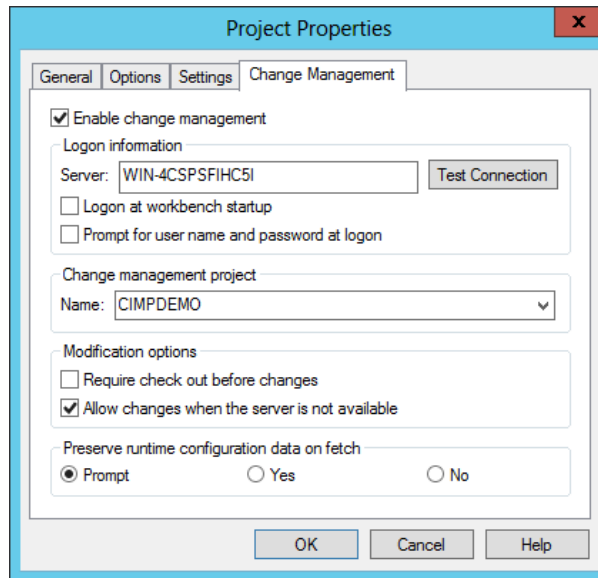 Project Properties
x
General Options Settings Change Management
Enable change management
Logon information
Server: WIN-4CSPSFIHC5I Test Connection
Logon at workbench startup
Prompt for user name and password at logon
Change management project
Name: CIMPDEMO
Modification options
Require check out before changes
Allow changes when the server is not available
Preserve runtime configuration data on fetch
Prompt Yes No
OK Cancel Help